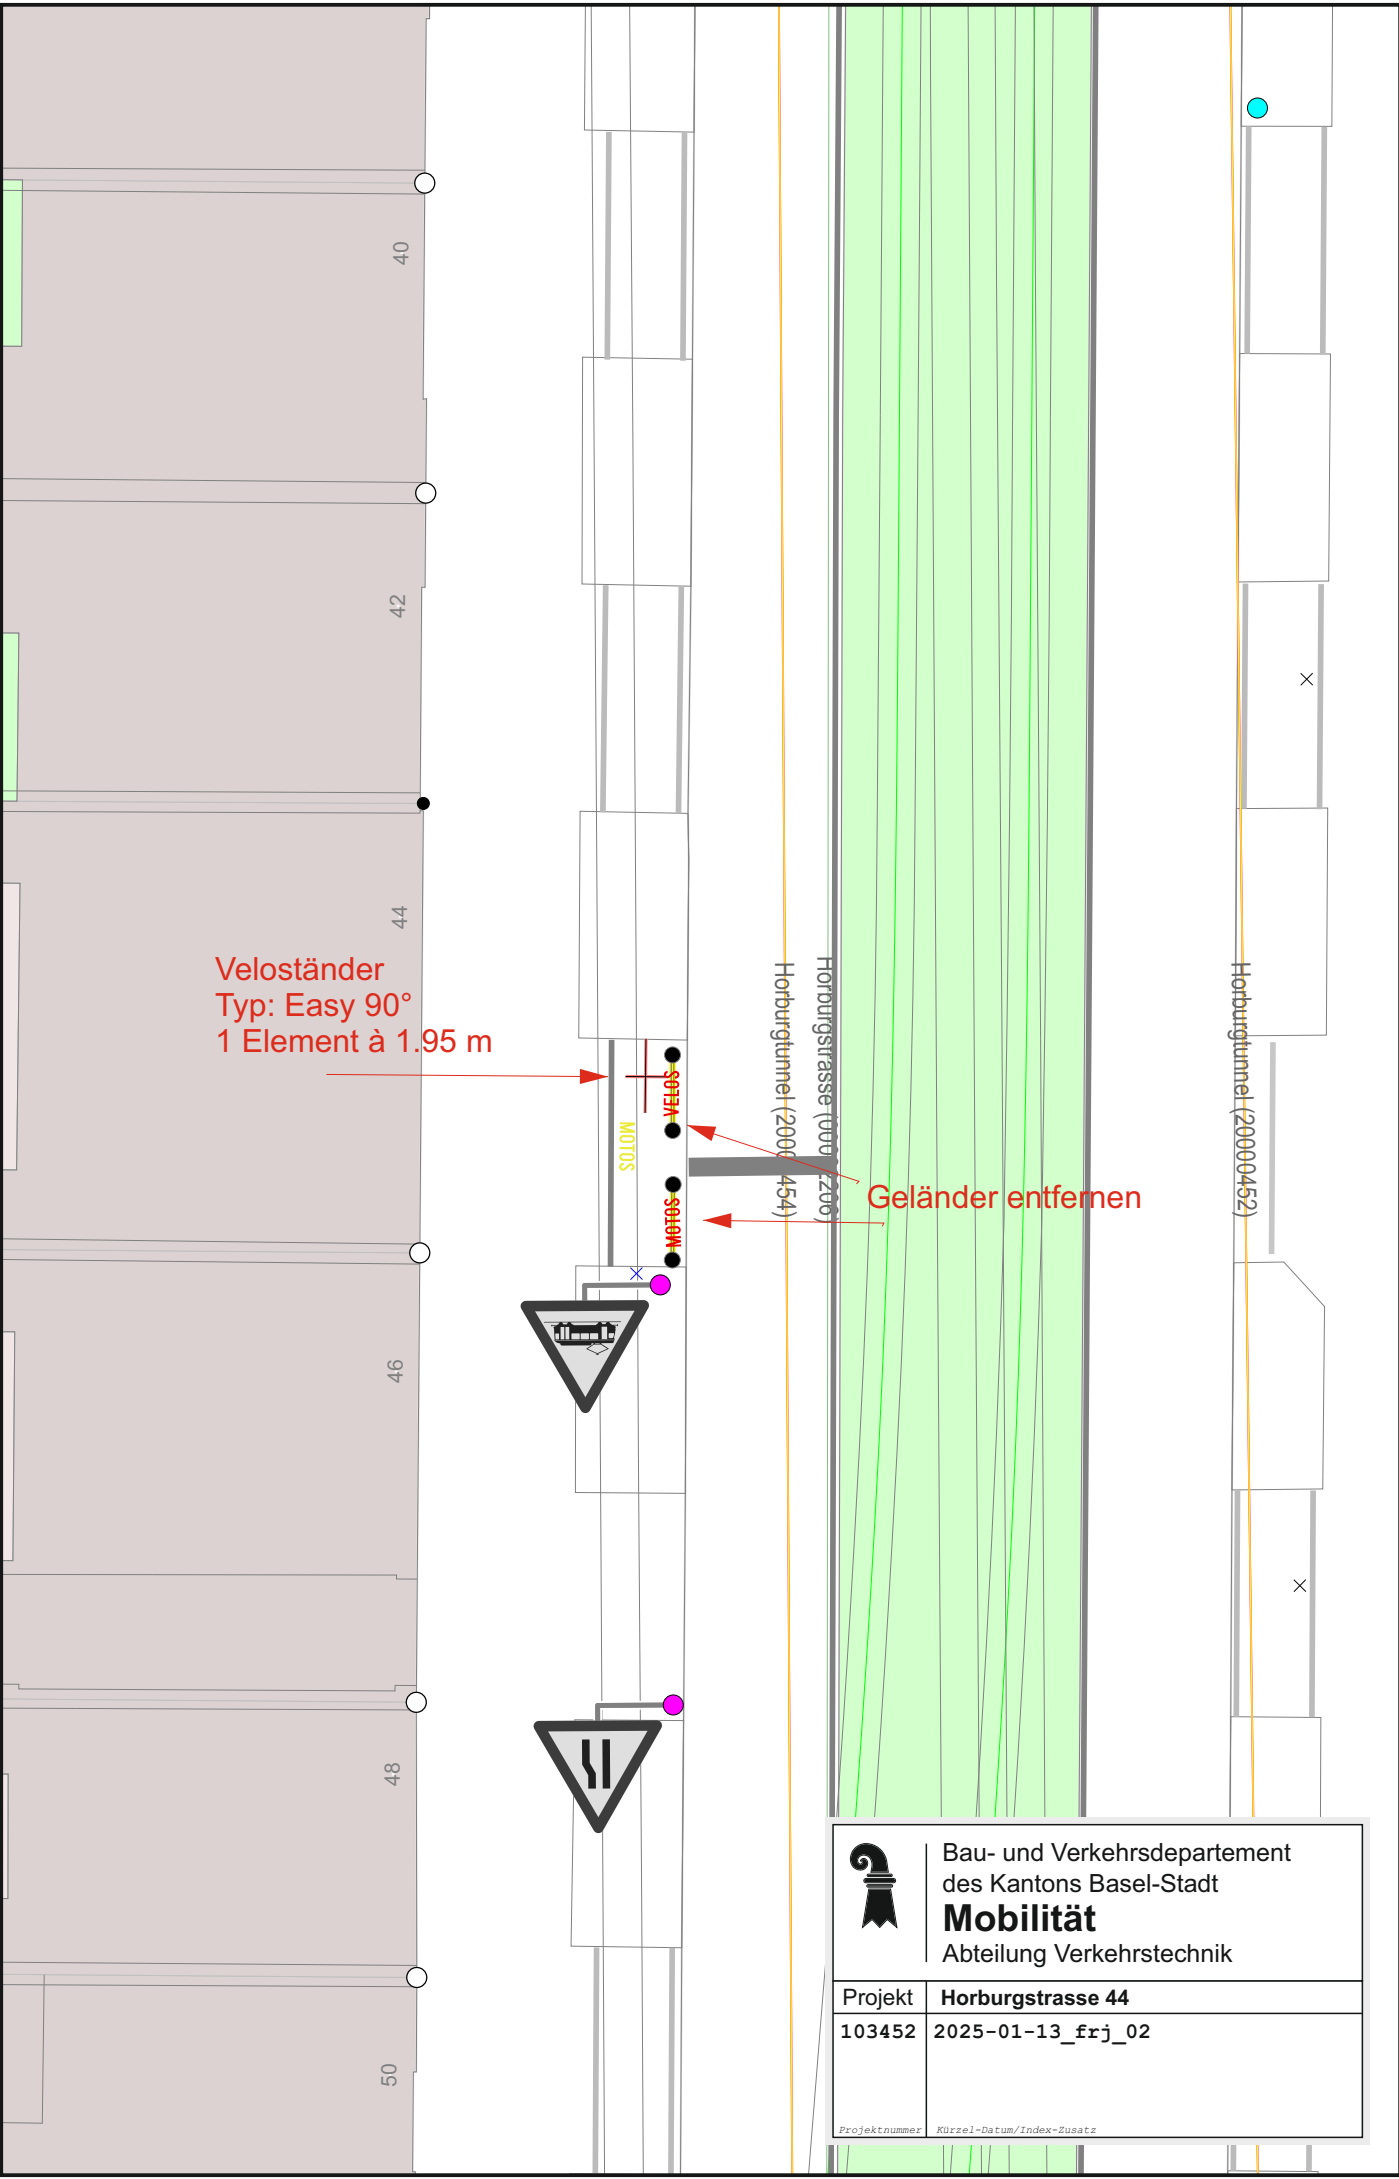 40
42
44
Veloständer
Typ: Easy 90°
1 Element à 1.95 m
VELOS
MOTOS
MOTOS
Horburgtunnel (20000452)
Geländer entfernen
46
48
50
Bau- und Verkehrsdepartement
des Kantons Basel-Stadt
Mobilität
Abteilung Verkehrstechnik
Projekt Horburgstrasse 44
103452 2025-01-13_frj_02
Projektnummer Kürzel-Datum/Index-Zusatz
Horburgtunnel
Horburgstrasse